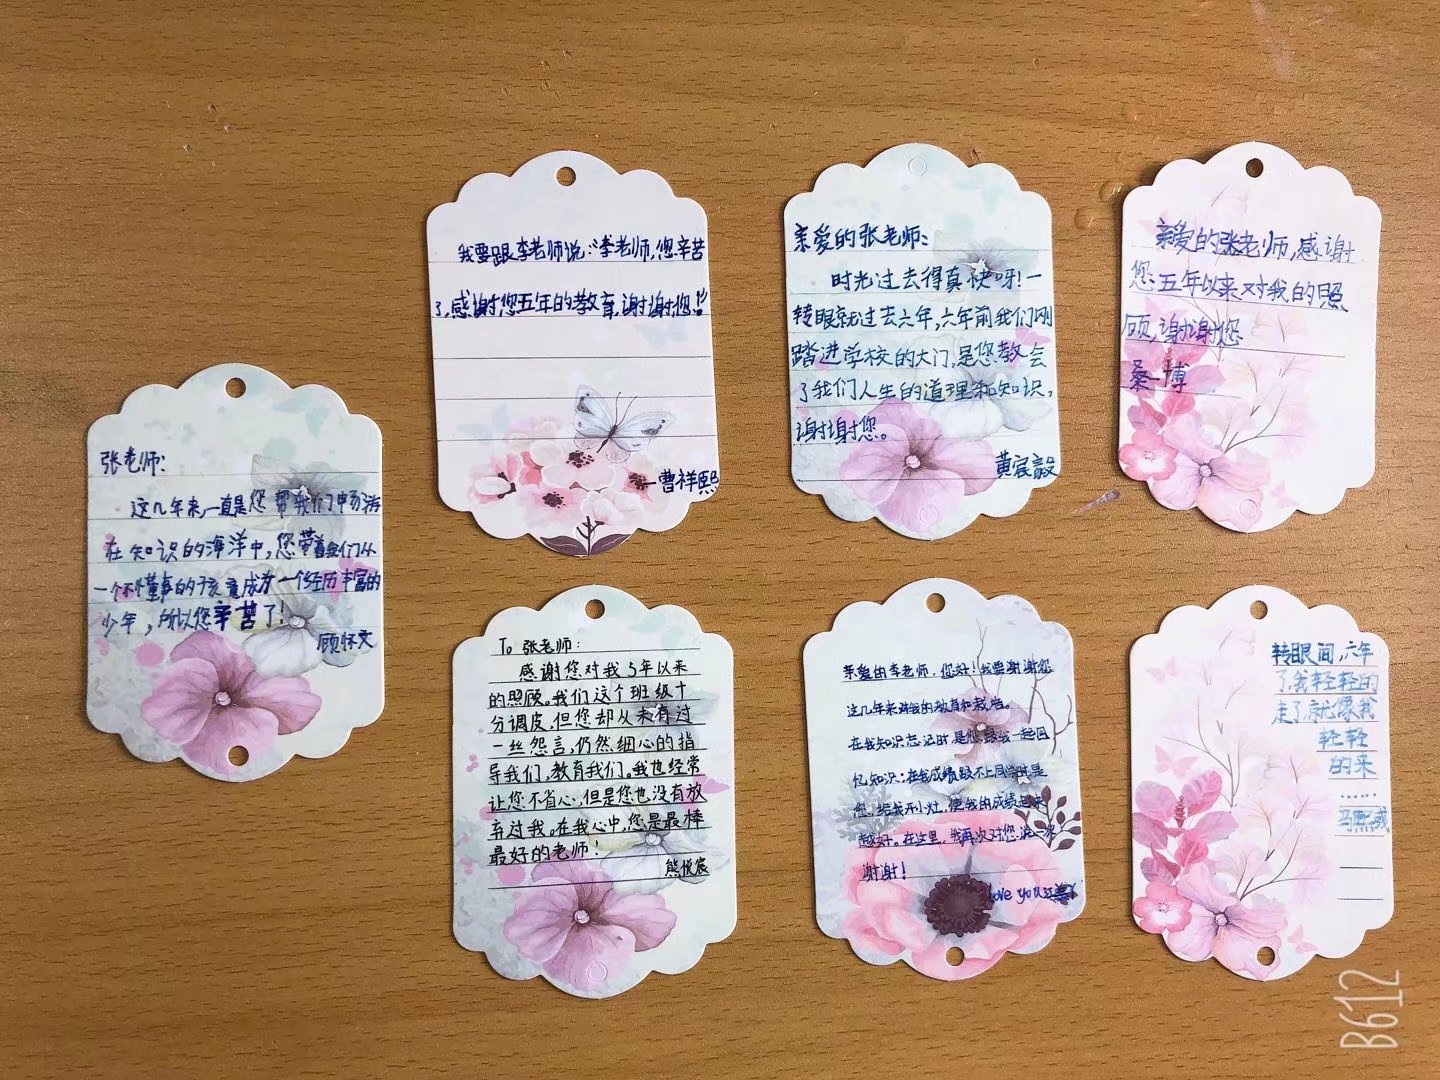 张老师:
这几年来,一直是您帮我们畅游
在知识的海洋中,您带着我们从
一个不懂事的孩童成为一个经历丰富的
少年,所以您辛苦了!
顾怀文
我要跟李老师说:“李老师,您辛苦
了,感谢您五年的教育,谢谢您!”
—曹祥熙
亲爱的张老师:
时光过去得真快呀!一
转眼就过去六年,六年前我们刚
踏进学校的大门,是您教会
了我们人生的道理和知识,
谢谢您。
黄宸毅
亲爱的张老师,感谢
您五年以来对我的照
顾,谢谢您
桑一博
To 张老师:
感谢您对我5年以来
的照顾。我们这个班级十
分调皮,但您却从未有过
一丝怨言,仍然细心的指
导我们,教育我们。我也经常
让您不省心,但是您也没有放
弃过我。在我心中,您是最棒
最好的老师!
熊悦宸
亲爱的李老师,您好!我要谢谢您
这几年来对我的教育和栽培。
在我知识忘记时是您跟我一起回
忆知识:在我成绩跟不上同学时是
您,给我开小灶,使我的成绩越来
越好。在这里,我再次对您说一次
谢谢!
love you
转眼间,六年
了,我轻轻的
走了,就像我
轻轻
的来
……
马熙彧
B612